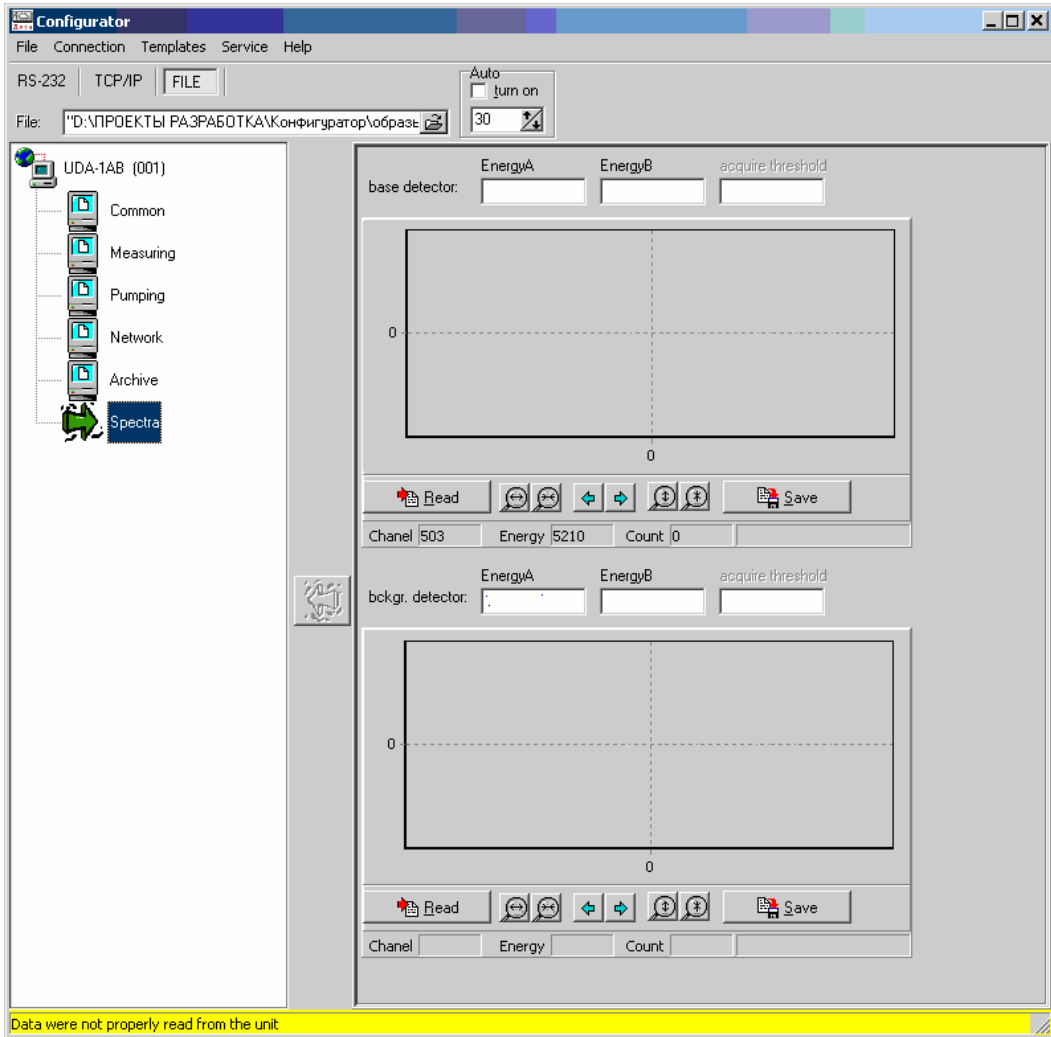 Configurator
File Connection Templates Service Help
RS-232 TCP/IP FILE
Auto
turn on
File: "D:\ПРОЕКТЫ РАЗРАБОТКА\Конфигуратор\образь
30
UDA-1AB (001)
Common
Measuring
Pumping
Network
Archive
Spectra
EnergyA EnergyB acquire threshold
base detector:
0
0
Read Save
Chanel 503 Energy 5210 Count 0
EnergyA EnergyB acquire threshold
bckgr. detector:
0
0
Read Save
Chanel Energy Count
Data were not properly read from the unit